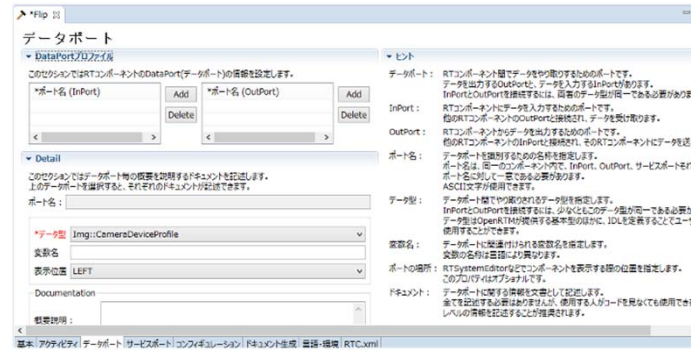 *Flip
データポート
DataPortプロファイル
このセクションではRTコンポーネントのDataPort(データポート)の情報を設定します。
*ポート名 (InPort)
Add
Delete
*ポート名 (OutPort)
Add
Delete
Detail
このセクションではデータポート毎の概要を説明するドキュメントを記述します。
上のデータポートを選択すると、それぞれのドキュメントが記述できます。
ポート名：
*データ型 Img::CameraDeviceProfile
変数名
表示位置 LEFT
Documentation
概要説明：
ヒント
データポート： RTコンポーネント間でデータをやり取りするためのポートです。
データを出力するOutPortと、データを入力するInPortがあります。
InPortとOutPortを接続するには、両者のデータ型が同一である必要があ
InPort： RTコンポーネントにデータを入力するためのポートです。
他のRTコンポーネントのOutPortと接続され、データを受け取ります。
OutPort： RTコンポーネントからデータを出力するためのポートです。
他のRTコンポーネントのInPortと接続され、そのRTコンポーネントにデータを送
ポート名： データポートを識別するための名称を指定します。
ポート名は、同一のコンポーネント内で、InPort、OutPort、サービスポートそれ
ポート名に対して一意である必要があります。
ASCII文字が使用できます。
データ型： データポート間でやり取りされるデータ型を指定します。
InPortとOutPortを接続するには、少なくともこのデータ型が同一である必要が
データ型はOpenRTMが提供する基本型のほかに、IDLを定義することでユー
使用することができます。
変数名： データポートに関連付けられる変数名を指定します。
変数の名称は言語により異なります。
ポートの場所： RTSystemEditorなどでコンポーネントを表示する際の位置を指定します。
このプロパティはオプショナルです。
ドキュメント： データポートに関する情報を文書として記述します。
全てを記述する必要はありませんが、使用する人がコードを見なくても使用でき
レベルの情報を記述することが推奨されます。
基本 アクティビティ データポート サービスポート コンフィギュレーション ドキュメント生成 言語・環境 RTC.xml